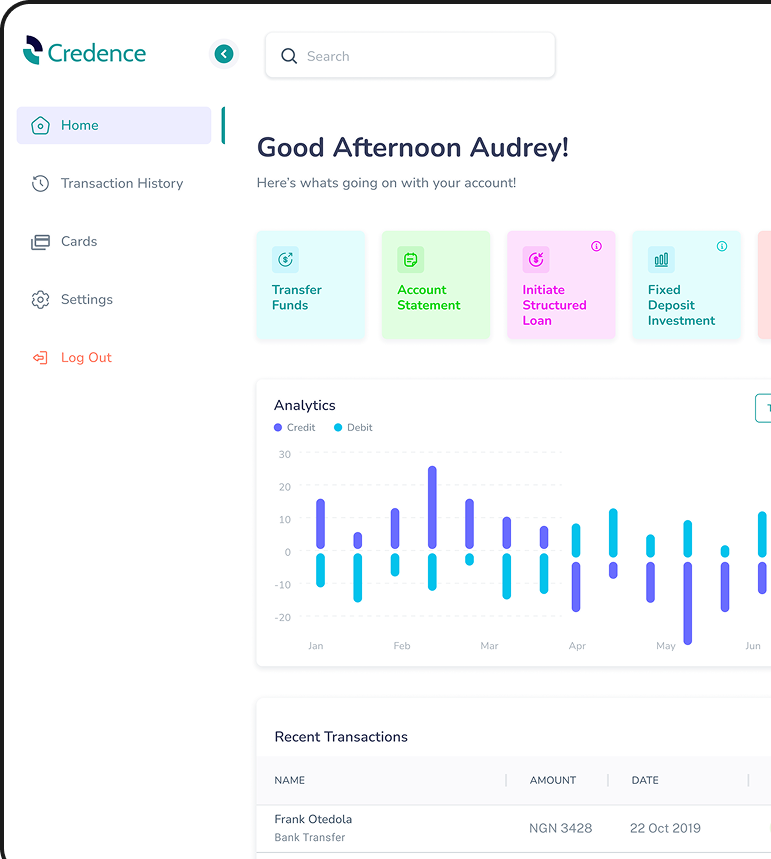 Credence
Search
Home
Transaction History
Cards
Settings
Log Out
Good Afternoon Audrey!
Here's whats going on with your account!
Transfer
Funds
Account
Statement
Initiate
Structured
Loan
Fixed
Deposit
Investment
Analytics
Credit Debit
30
20
10
0
-10
-20
Jan Feb Mar Apr May Jun
Recent Transactions
NAME AMOUNT DATE
Frank Otedola
Bank Transfer
NGN 3428 22 Oct 2019